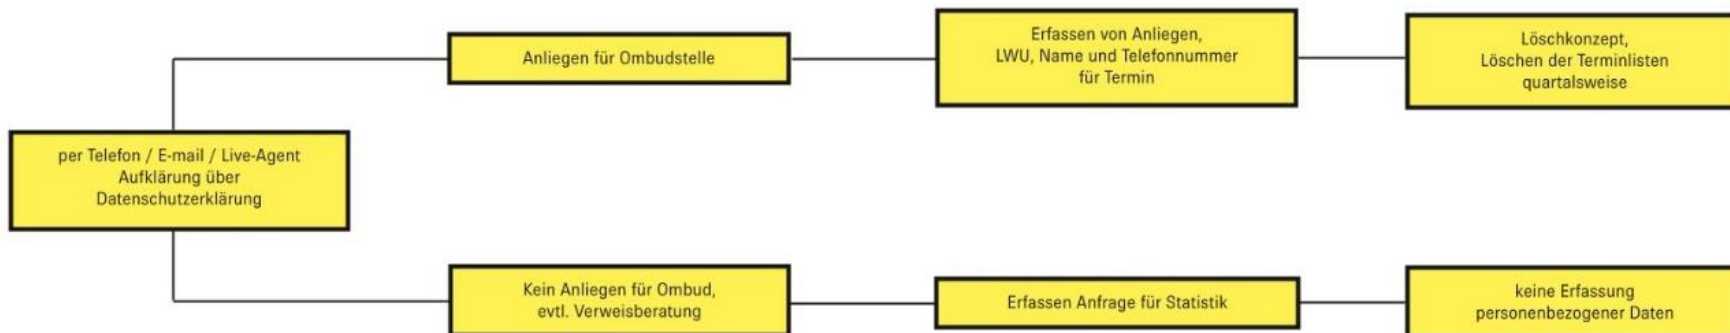 per Telefon / E-mail / Live-Agent
Aufklärung über
Datenschutzerklärung
Anliegen für Ombudstelle
Erfassen von Anliegen,
LWU, Name und Telefonnummer
für Termin
Löschkonzept,
Löschen der Terminlisten
quartalsweise
Kein Anliegen für Ombud,
evtl. Verweisberatung
Erfassen Anfrage für Statistik
keine Erfassung
personenbezogener Daten